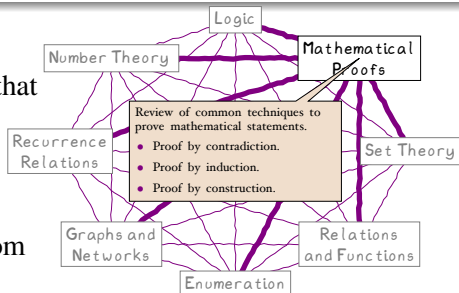 Logic
Number Theory
Mathematical
Proofs
that
Review of common techniques to
prove mathematical statements.
• Proof by contradiction.
• Proof by induction.
• Proof by construction.
Recurrence
Relations
Set Theory
Graphs and
Networks
Relations
and Functions
om
Enumeration